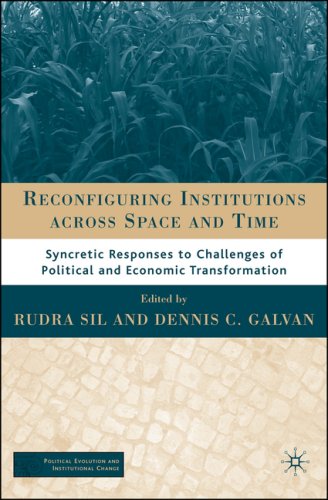 RECONFIGURING INSTITUTIONS
ACROSS SPACE AND TIME
Syncretic Responses to Challenges of
Political and Economic Transformation
Edited by
RUDRA SIL AND DENNIS C. GALVAN
POLITICAL EVOLUTION AND
INSTITUTIONAL CHANGE